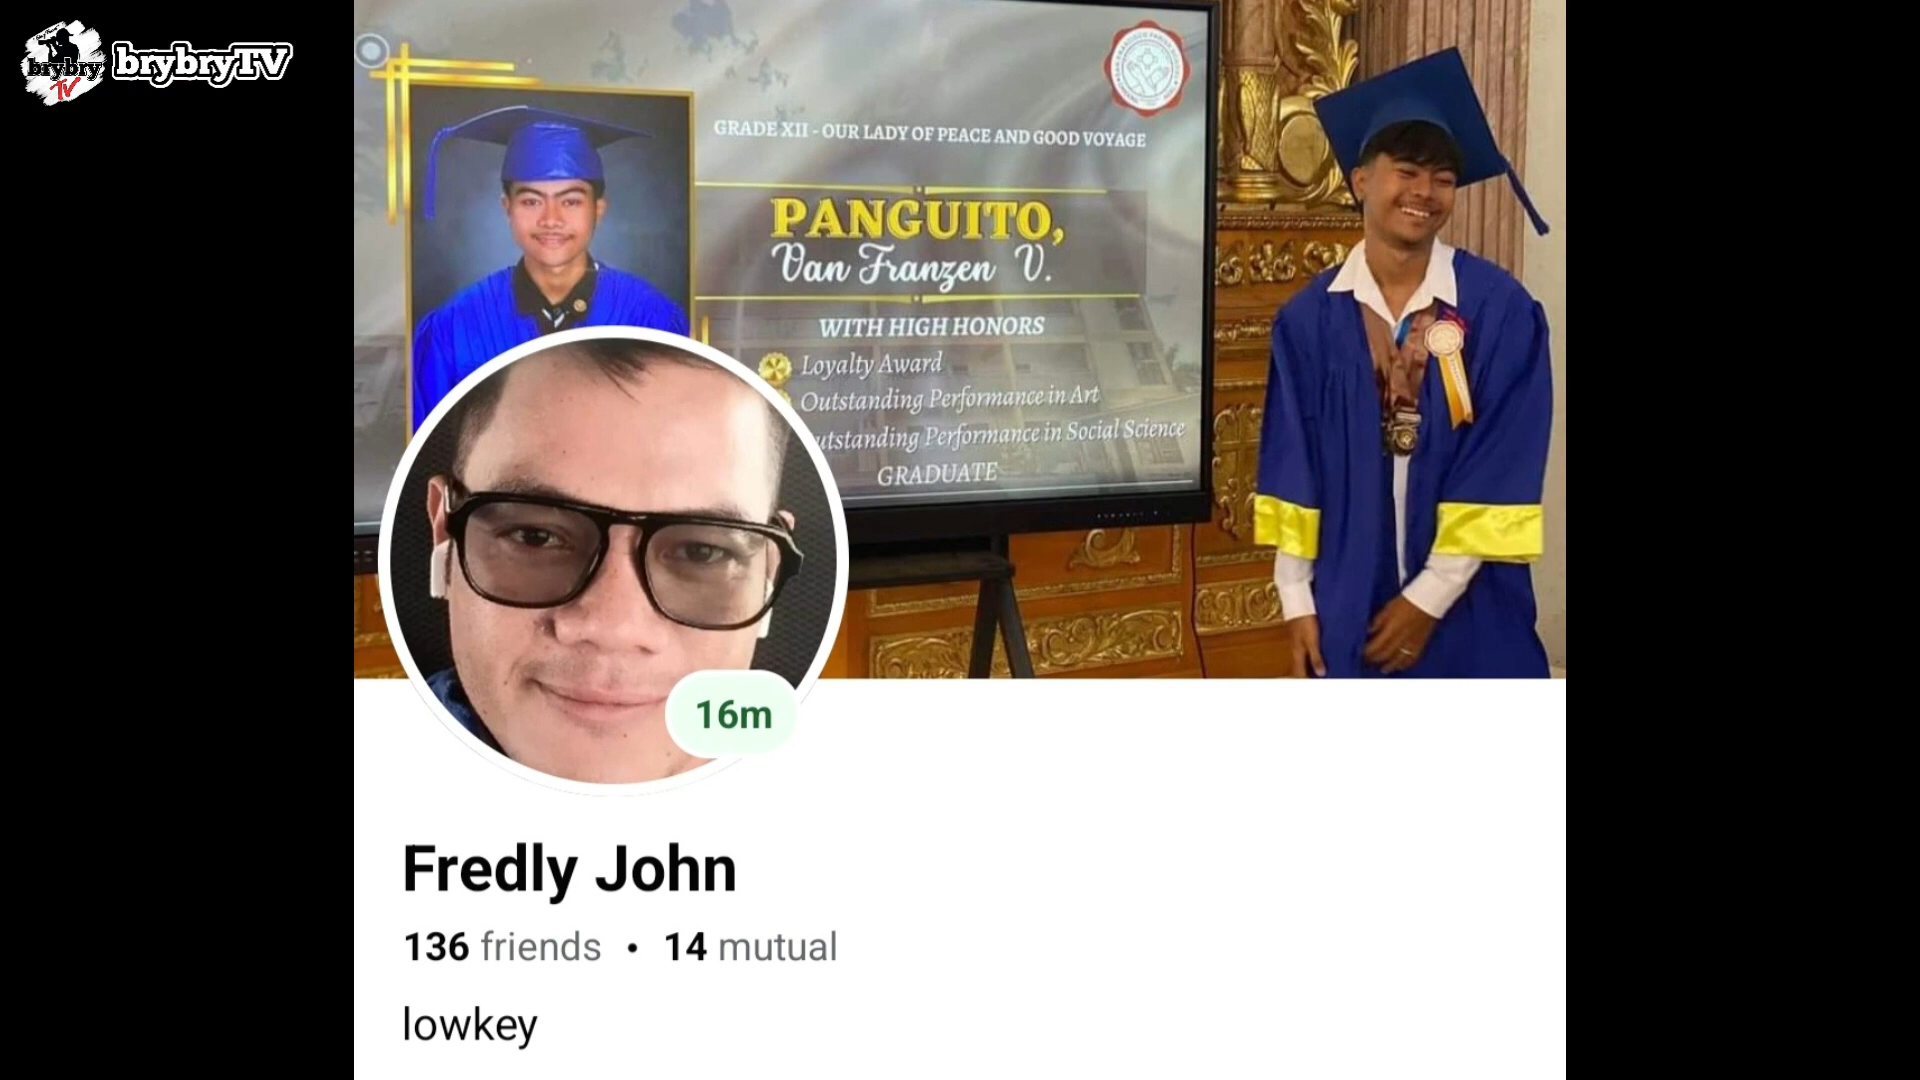 brybry
TV
brybryTV
GRADE XII - OUR LADY OF PEACE AND GOOD VOYAGE
PANGUITO,
Van Franzen V.
WITH HIGH HONORS
Loyalty Award
Outstanding Performance in Art
utstanding Performance in Social Science
GRADUATE
16m
Fredly John
136 friends • 14 mutual
lowkey